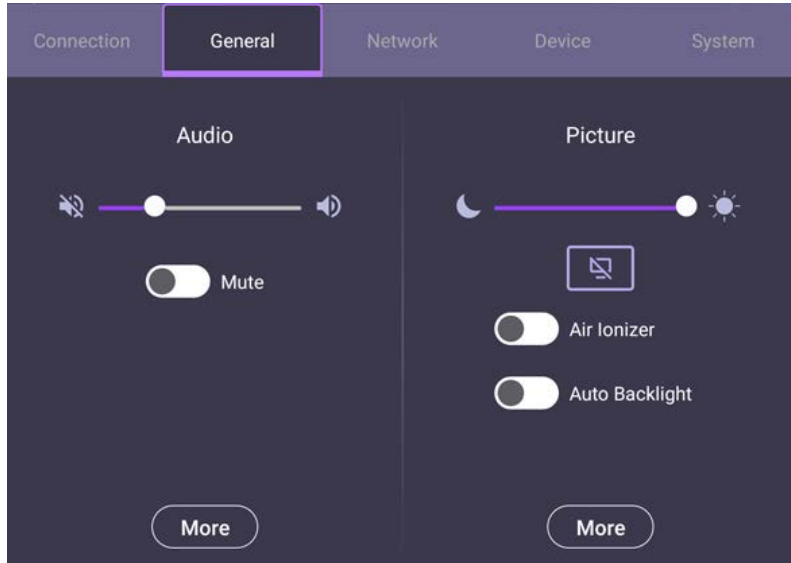 Connection
General
Network
Device
System
Audio
Mute
More
Picture
Air Ionizer
Auto Backlight
More